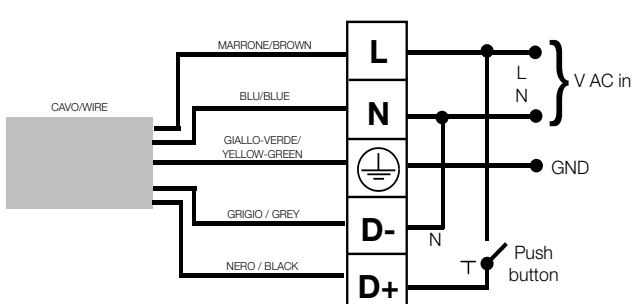 MARRONE/BROWN
L
L
V AC in
BLU/BLUE
N
N
CAVO/WIRE
GIALLO-VERDE/
YELLOW-GREEN
GND
GRIGIO / GREY
D-
N
NERO / BLACK
D+
Push
button